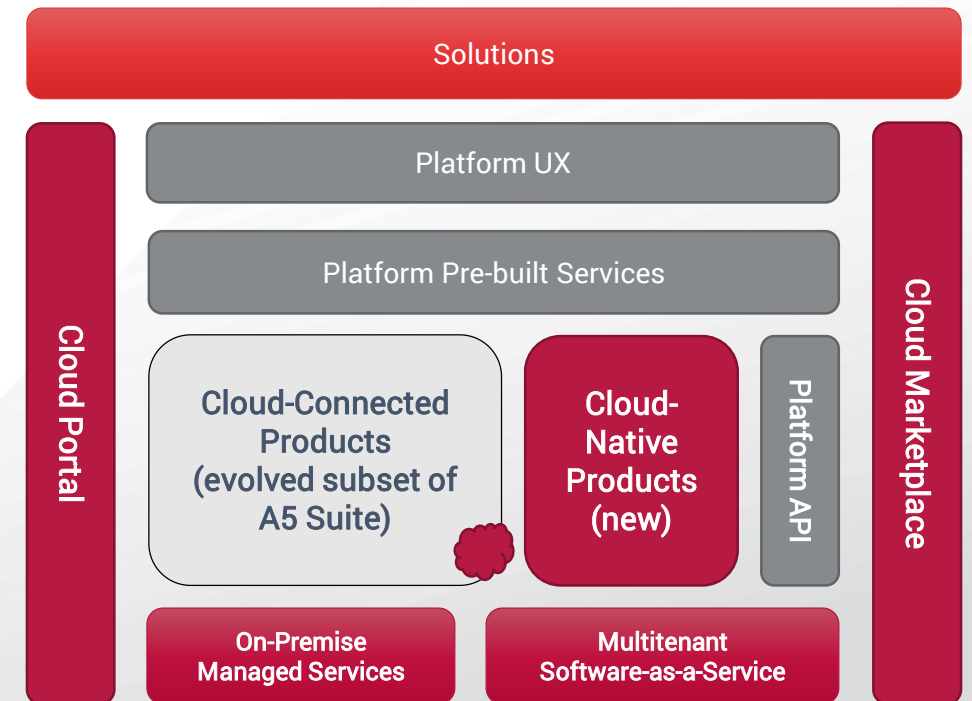 Solutions
Cloud Portal
Platform UX
Platform Pre-built Services
Cloud-Connected
Products
(evolved subset of
A5 Suite)
Cloud-
Native
Products
(new)
Platform API
Cloud Marketplace
On-Premise
Managed Services
Multitenant
Software-as-a-Service